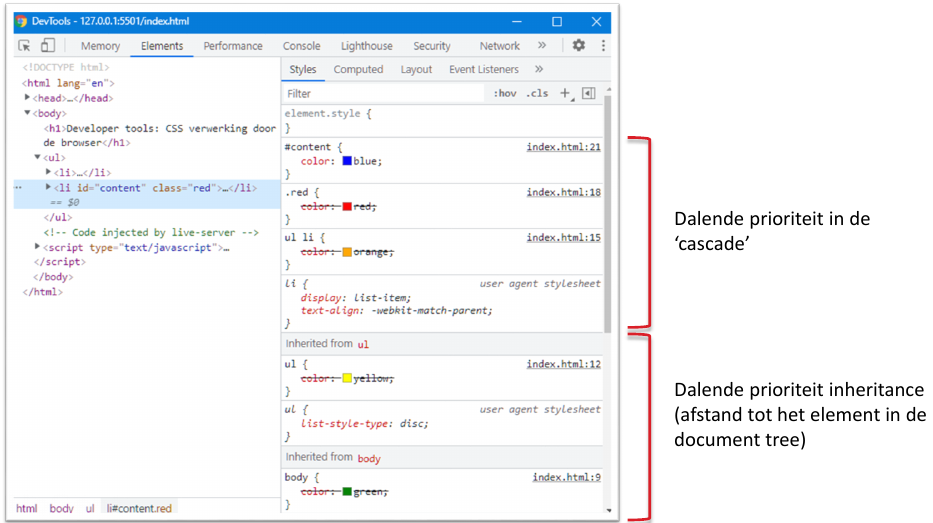 DevTools - 127.0.0.1:5501/index.html
Memory Elements Performance Console Lighthouse Security Network »
<!DOCTYPE html>
<html lang="en">
<head>…</head>
<body>
<h1>Developer tools: CSS verwerking door
de browser</h1>
<ul>
<li>…</li>
… <li id="content" class="red">…</li>
== $0
</ul>
<!-- Code injected by live-server -->
<script type="text/javascript">…
</script>
</body>
</html>
html body ul li#content.red
Styles Computed Layout Event Listeners »
Filter :hov .cls +
element.style {
}
#content { index.html:21
color: blue;
}
.red { index.html:18
color: red;
}
ul li { index.html:15
color: orange;
}
li { user agent stylesheet
display: list-item;
text-align: -webkit-match-parent;
}
Inherited from ul
ul { index.html:12
color: yellow;
}
ul { user agent stylesheet
list-style-type: disc;
}
Inherited from body
body { index.html:9
color: green;
}
Dalende prioriteit in de
‘cascade’
Dalende prioriteit inheritance
(afstand tot het element in de
document tree)